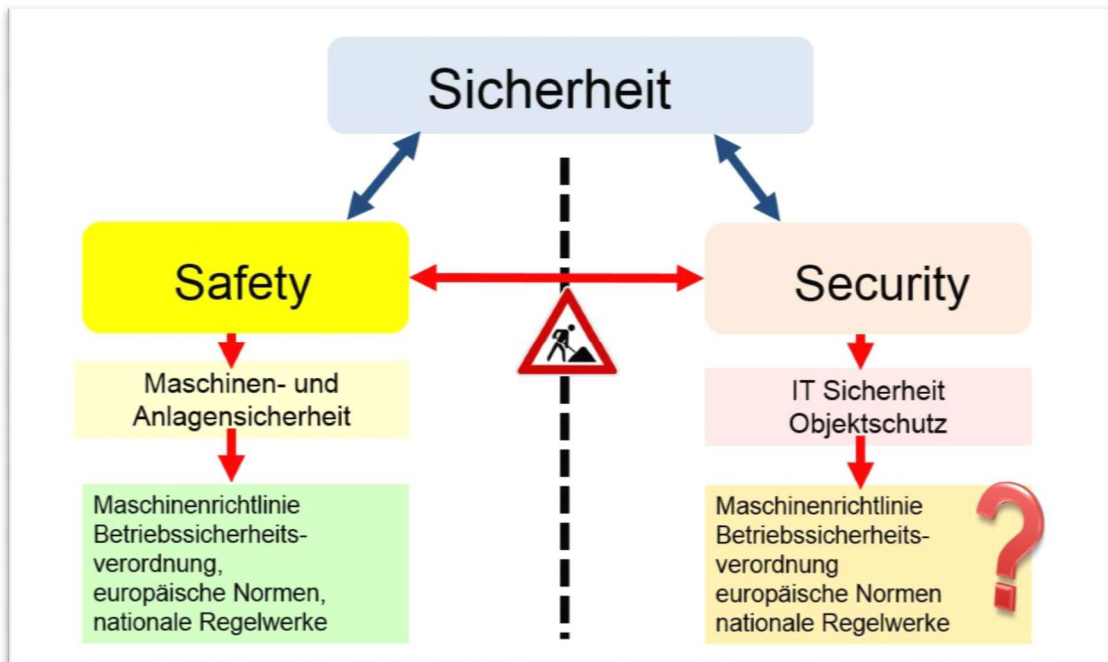 Sicherheit
Safety
Security
Maschinen- und
Anlagensicherheit
IT Sicherheit
Objektschutz
Maschinenrichtlinie
Betriebssicherheits-
verordnung,
europäische Normen,
nationale Regelwerke
Maschinenrichtlinie
Betriebssicherheits-
verordnung
europäische Normen
nationale Regelwerke
?